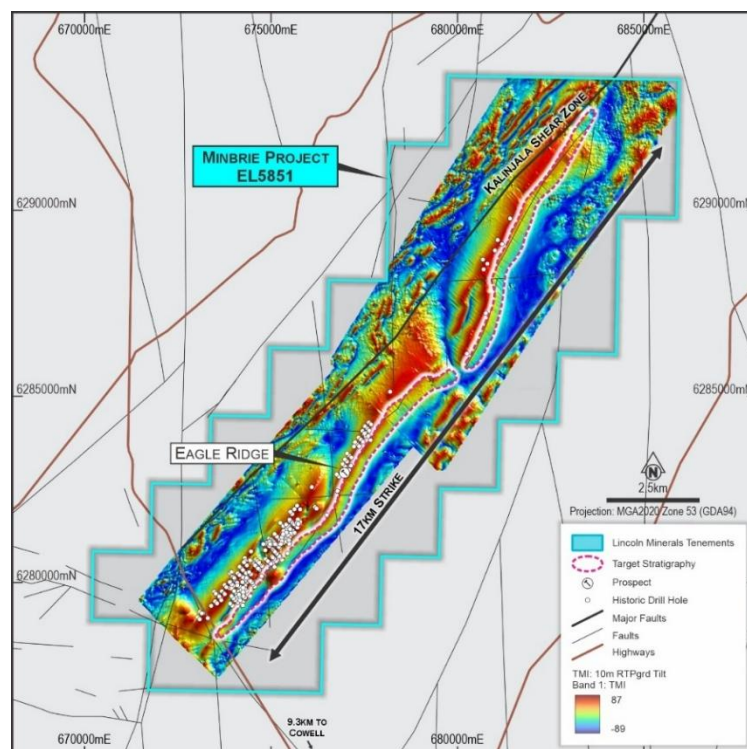 670000mE
675000mE
680000mE
685000mE
MINBRIE PROJECT
EL5851
KALINJALA SHEAR ZONE
6290000mN
6290000mN
6285000mN
6285000mN
EAGLE RIDGE
17KM STRIKE
N
2.5km
Projection: MGA2020 Zone 53 (GDA94)
6280000mN
Lincoln Minerals Tenements
Target Stratigraphy
Prospect
Historic Drill Hole
Major Faults
Faults
Highways
TMI: 10m RTPgrd Tilt
Band 1: TMI
87
-89
9.3KM TO
COWELL
670000mE
680000mE